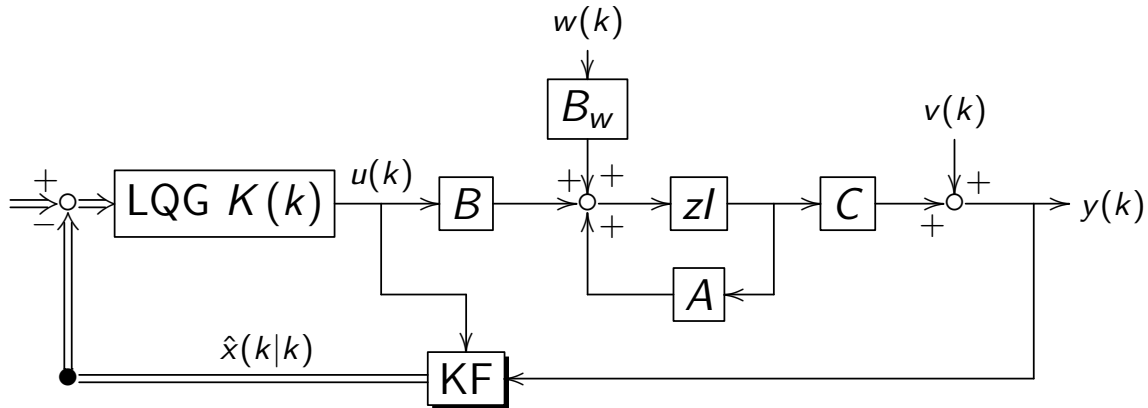 w(k)
B_w
v(k)
+
LQG K(k)
u(k)
B
+
+
+
zI
C
+
+
y(k)
−
A
x̂(k|k)
KF